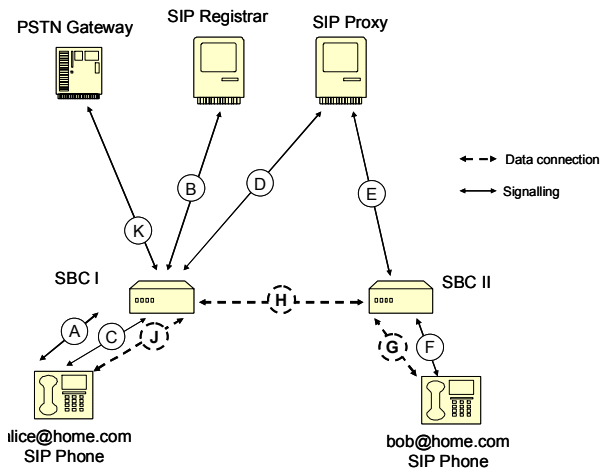 PSTN Gateway
SIP Registrar
SIP Proxy
Data connection
Signalling
B
D
E
K
SBC I
SBC II
H
A
C
J
G
F
lice@home.com
SIP Phone
bob@home.com
SIP Phone